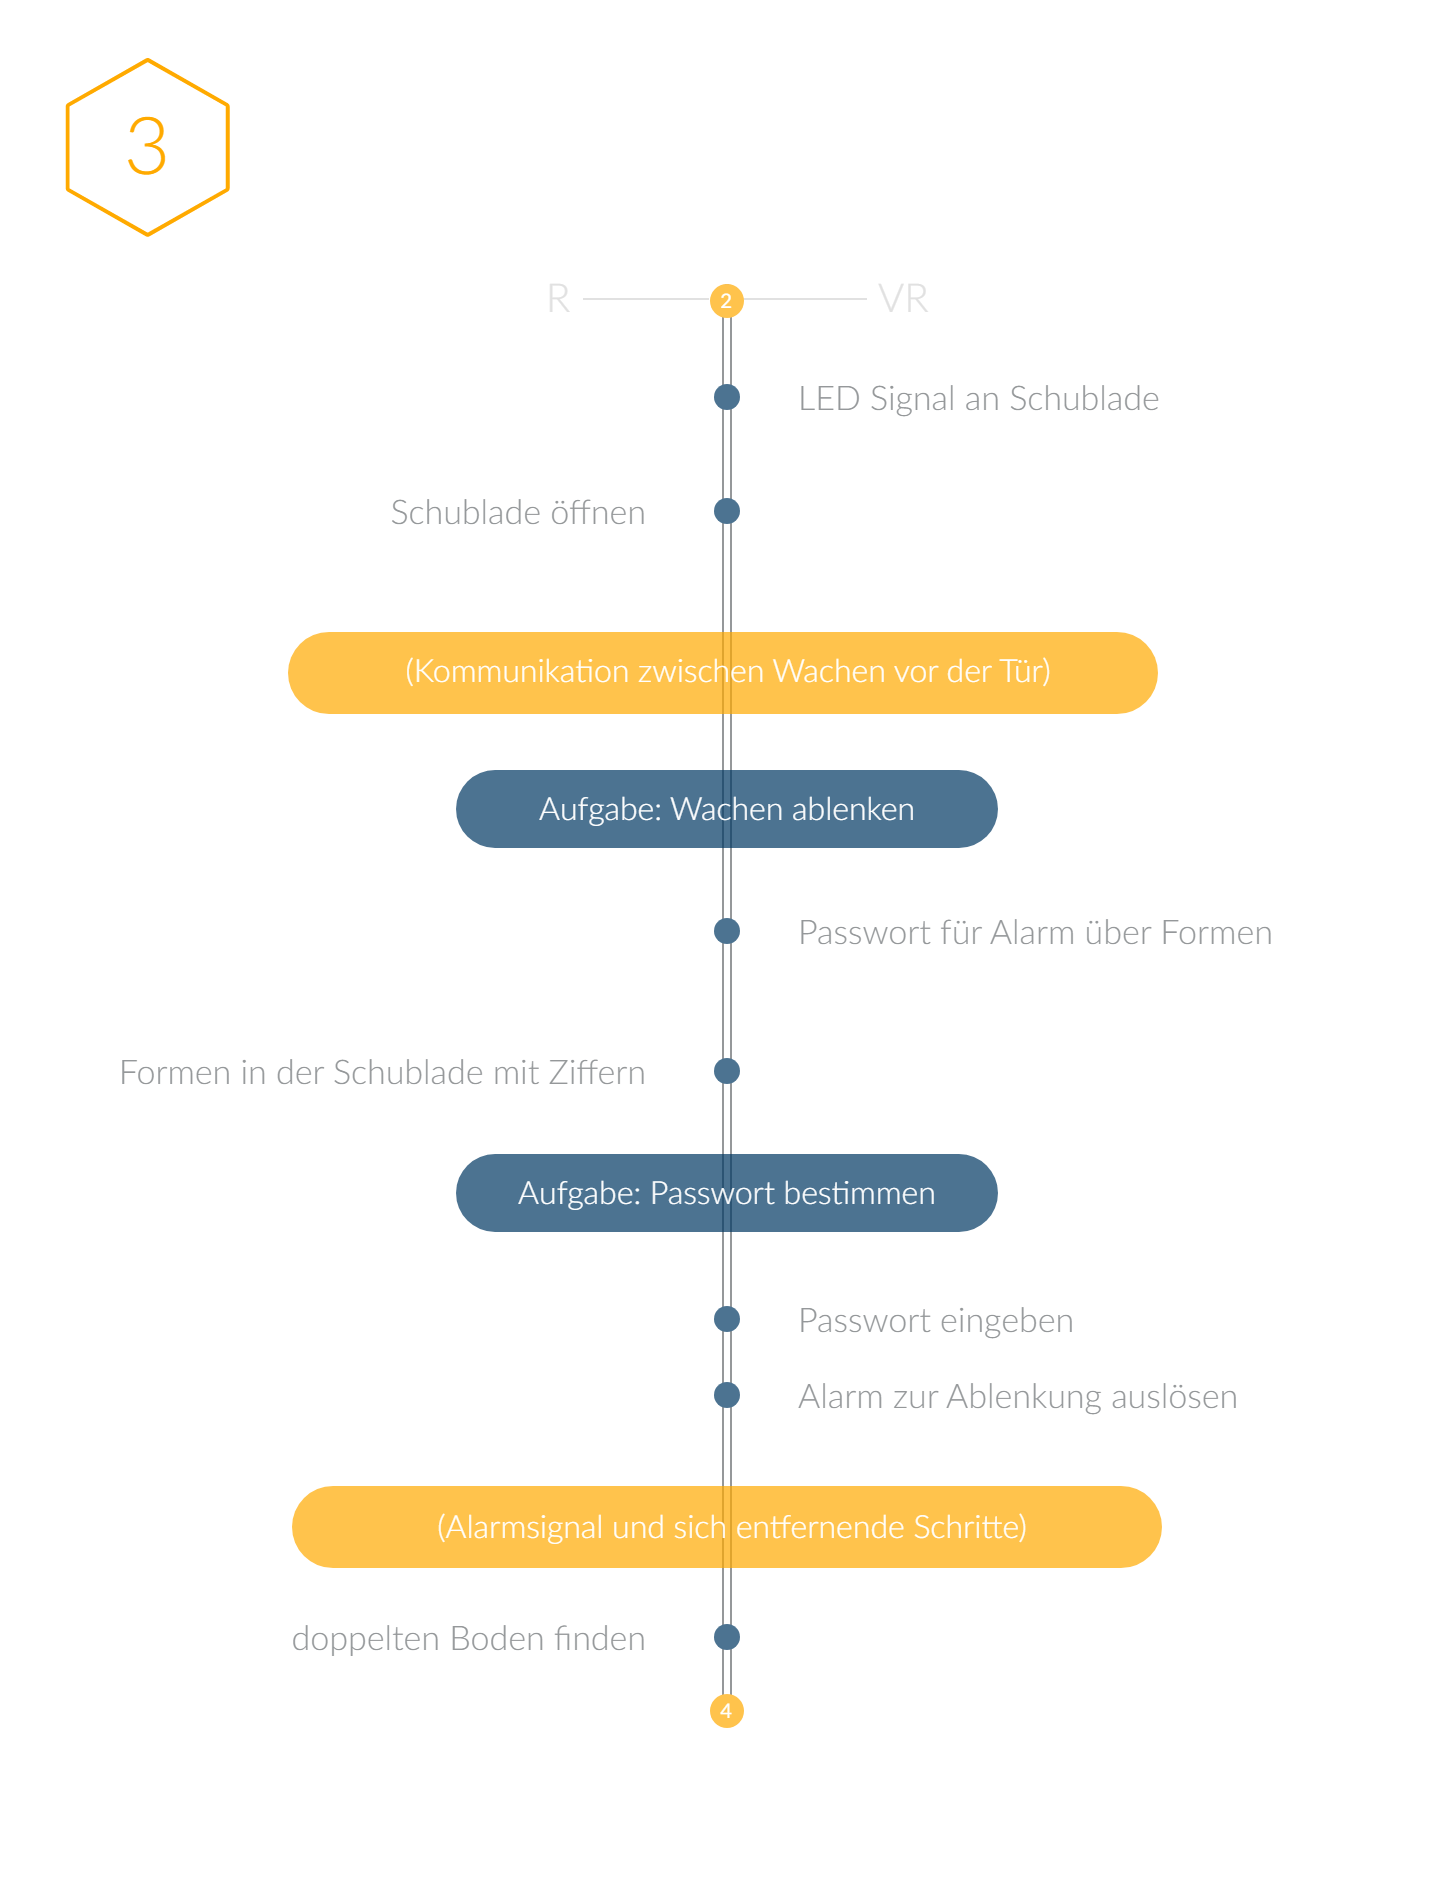 3
R
2
VR
LED Signal an Schublade
Schublade öffnen
(Kommunikation zwischen Wachen vor der Tür)
Aufgabe: Wachen ablenken
Passwort für Alarm über Formen
Formen in der Schublade mit Ziffern
Aufgabe: Passwort bestimmen
Passwort eingeben
Alarm zur Ablenkung auslösen
(Alarmsignal und sich entfernende Schritte)
doppelten Boden finden
4